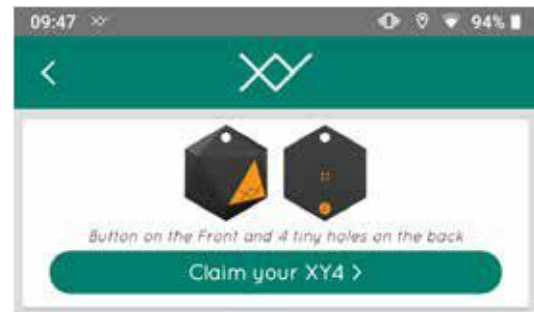 09:47 94%
Button on the Front and 4 tiny holes on the back
Claim your XY4 >